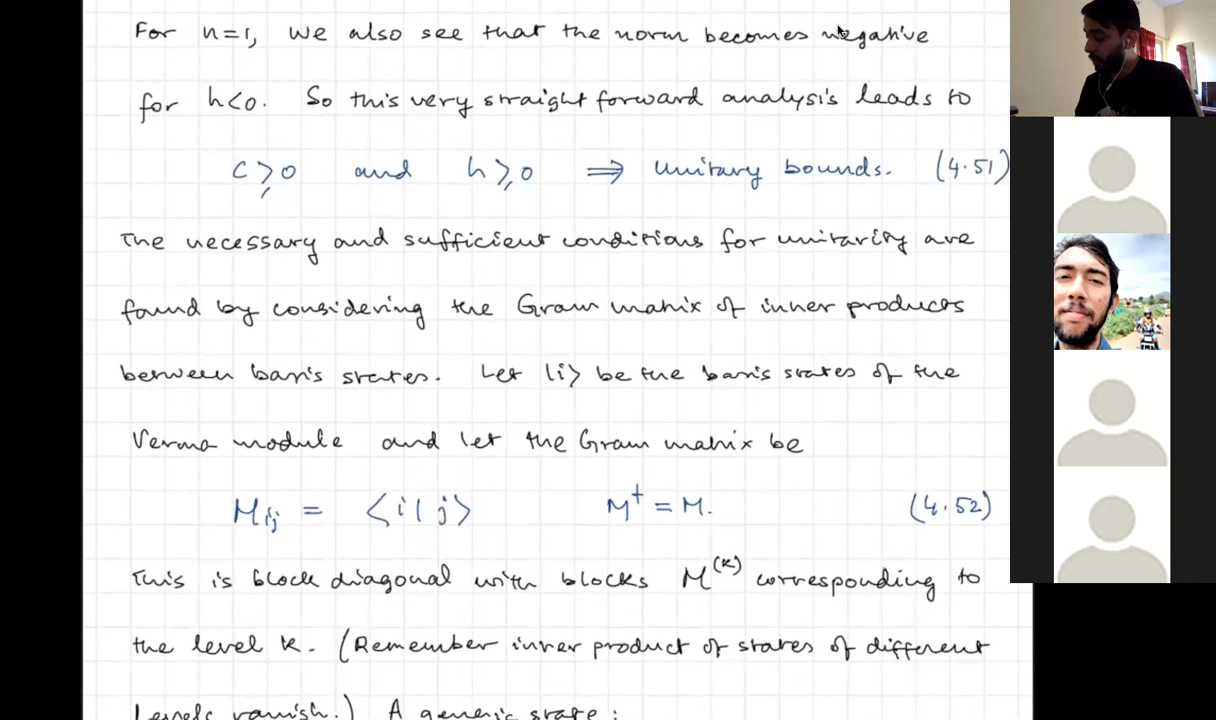 For n=1, we also see that the norm becomes negative
for h<0. So this very straight forward analysis leads to
c ⩾ 0 and h ⩾ 0 ⟹ unitary bounds. (4.51)
The necessary and sufficient conditions for unitarity are
found by considering the Gram matrix of inner products
between basis states. Let |i⟩ be the basis states of the
Verma module and let the Gram matrix be
M_ij = ⟨i|j⟩ M† = M. (4.52)
This is block diagonal with blocks M^(k) corresponding to
the level k. (Remember inner product of states of different
levels vanish.) A generic state: